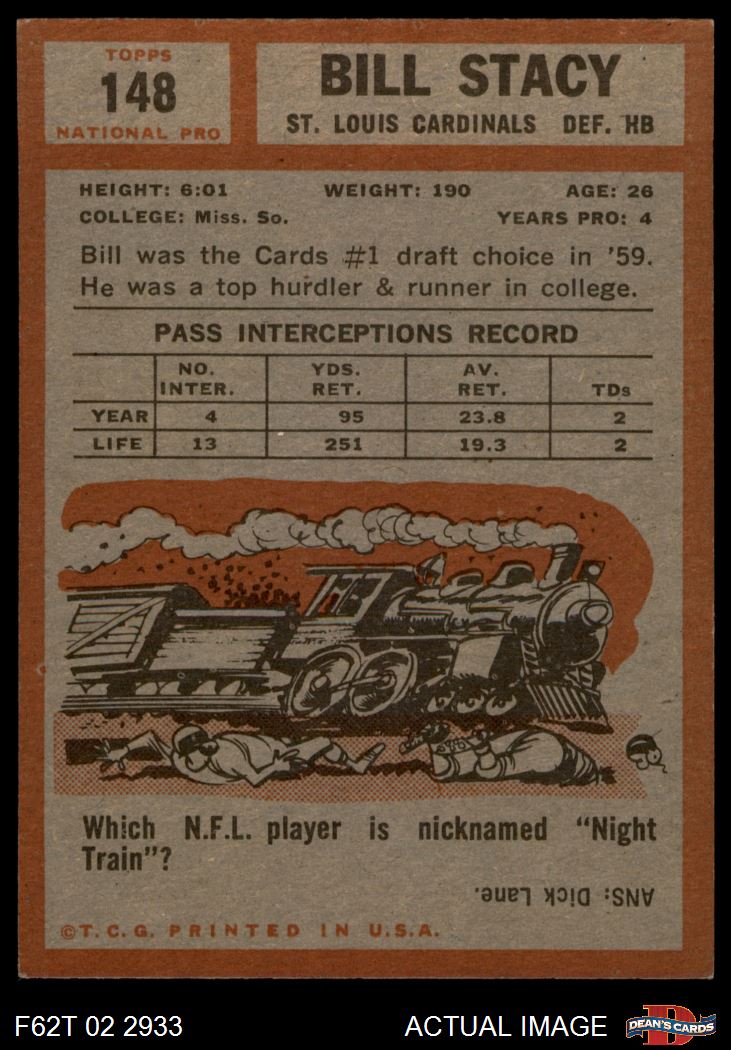 TOPPS
148
NATIONAL PRO
BILL STACY
ST. LOUIS CARDINALS DEF. HB
HEIGHT: 6:01 WEIGHT: 190 AGE: 26
COLLEGE: Miss. So. YEARS PRO: 4
Bill was the Cards #1 draft choice in '59.
He was a top hurdler & runner in college.
PASS INTERCEPTIONS RECORD
NO. INTER. YDS. RET. AV. RET. TDs
YEAR 4 95 23.8 2
LIFE 13 251 19.3 2
Which N.F.L. player is nicknamed "Night
Train"?
ANS: Dick Lane.
©T.C.G. PRINTED IN U.S.A.
F62T 02 2933 ACTUAL IMAGE
D
DEAN'S CARDS